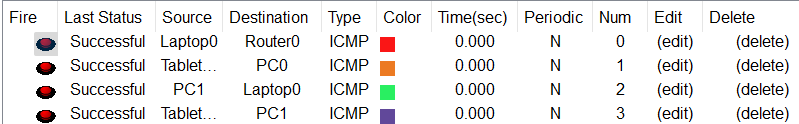 Fire Last Status Source Destination Type Color Time(sec) Periodic Num Edit Delete
Successful Laptop0 Router0 ICMP 0.000 N 0 (edit) (delete)
Successful Tablet... PC0 ICMP 0.000 N 1 (edit) (delete)
Successful PC1 Laptop0 ICMP 0.000 N 2 (edit) (delete)
Successful Tablet... PC1 ICMP 0.000 N 3 (edit) (delete)